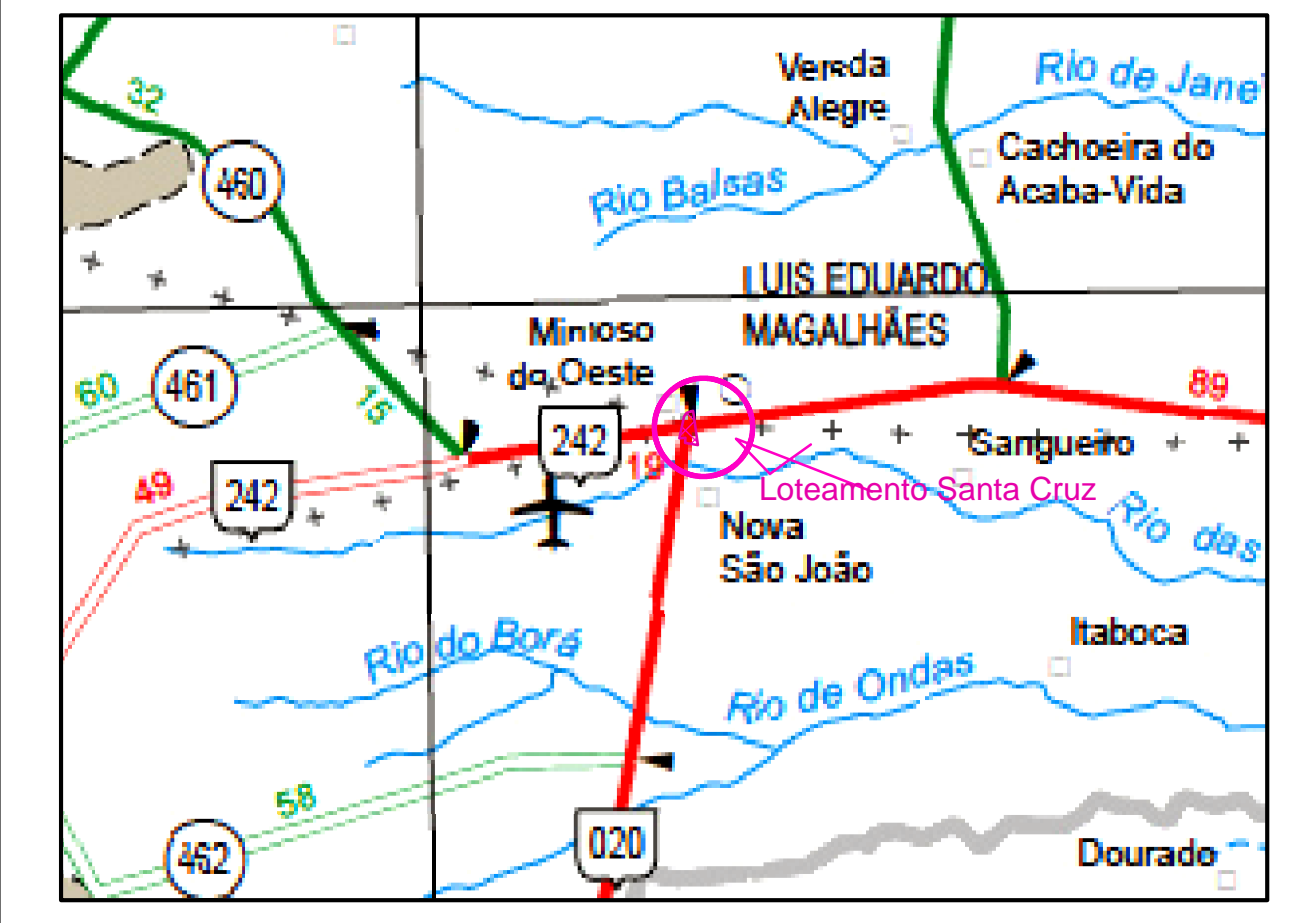 Vereda
Alegre
Rio de Jane
32
Cachoeira do
Acaba-Vida
460
Rio Balsas
LUIS EDUARDO
MAGALHÃES
Mimoso
do Oeste
60
461
15
89
242
19
Sangueiro
49
242
Loteamento Santa Cruz
Nova
São João
Rio das
Rio do Borá
Itaboca
Rio de Ondas
58
462
020
Dourado